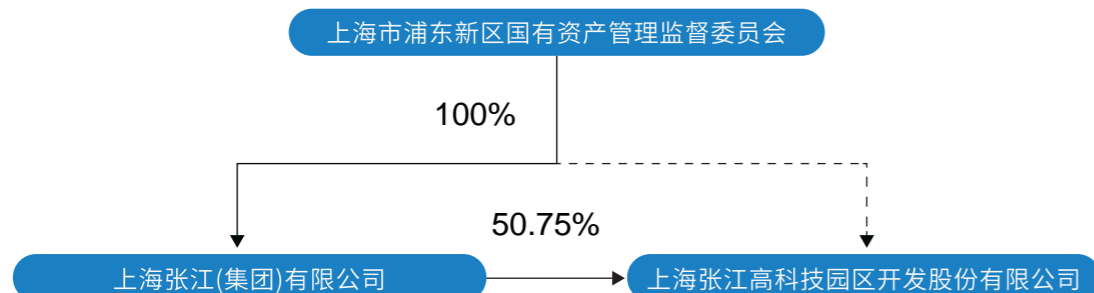 上海市浦东新区国有资产管理监督委员会
100%
50.75%
上海张江(集团)有限公司
上海张江高科技园区开发股份有限公司